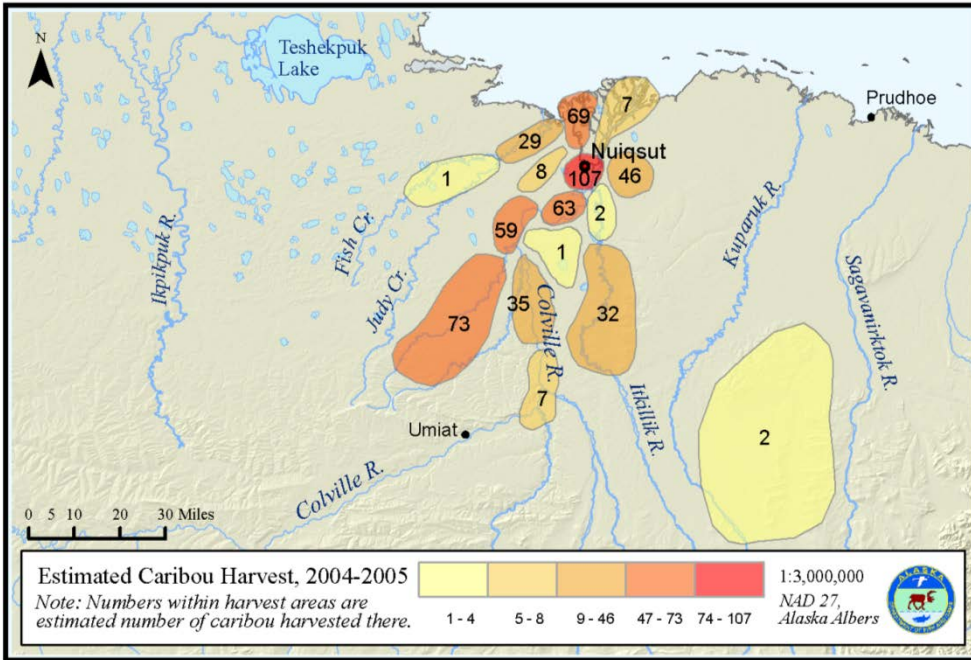 N
Teshekpuk
Lake
Prudhoe
7
69
29
Nuiqsut
8
107
46
1
63
2
59
1
Fish Cr.
Ikpikpuk R.
Judy Cr.
Kuparuk R.
Sagavanirktok R.
35
Colville R.
32
73
7
Itkillik R.
Umiat
2
Colville R.
0 5 10 20 30 Miles
Estimated Caribou Harvest, 2004-2005
Note: Numbers within harvest areas are
estimated number of caribou harvested there.
1 - 4 5 - 8 9 - 46 47 - 73 74 - 107
1:3,000,000
NAD 27,
Alaska Albers
ALASKA